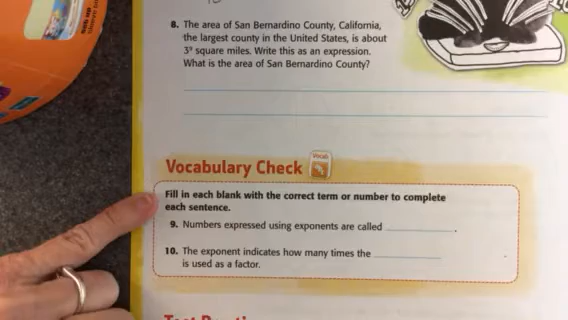 8. The area of San Bernardino County, California,
the largest county in the United States, is about
3⁹ square miles. Write this as an expression.
What is the area of San Bernardino County?
Vocabulary Check
Vocab
Fill in each blank with the correct term or number to complete
each sentence.
9. Numbers expressed using exponents are called ____________.
10. The exponent indicates how many times the ____________
is used as a factor.